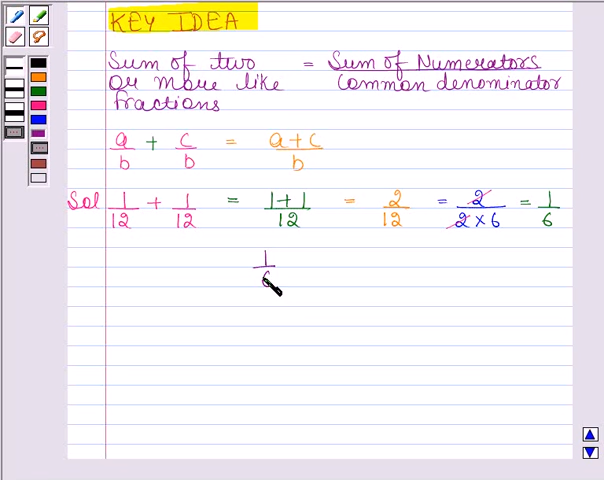 KEY IDEA
Sum of two = Sum of Numerators
or more like Common denominator
fractions
a/b + c/b = a+c/b
Sol 1/12 + 1/12 = 1+1/12 = 2/12 = 2/2×6 = 1/6
1/6